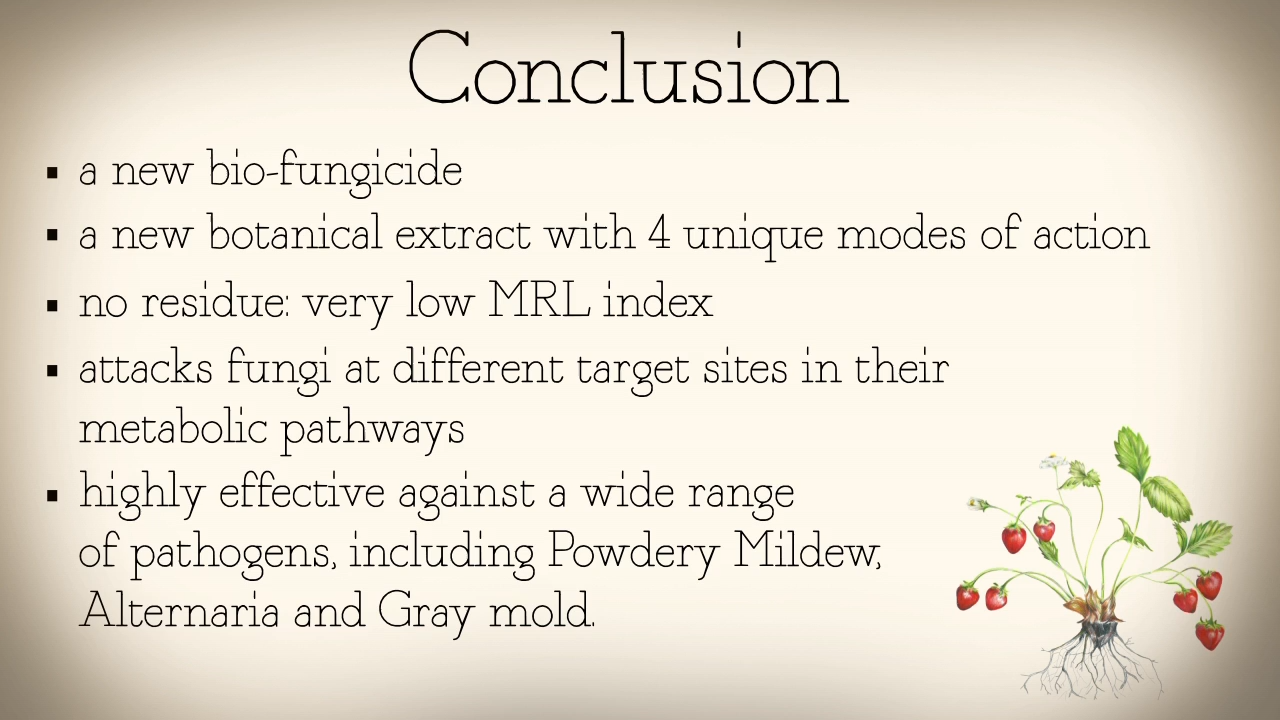 Conclusion
▪ a new bio-fungicide
▪ a new botanical extract with 4 unique modes of action
▪ no residue: very low MRL index
▪ attacks fungi at different target sites in their
metabolic pathways
▪ highly effective against a wide range
of pathogens, including Powdery Mildew,
Alternaria and Gray mold.